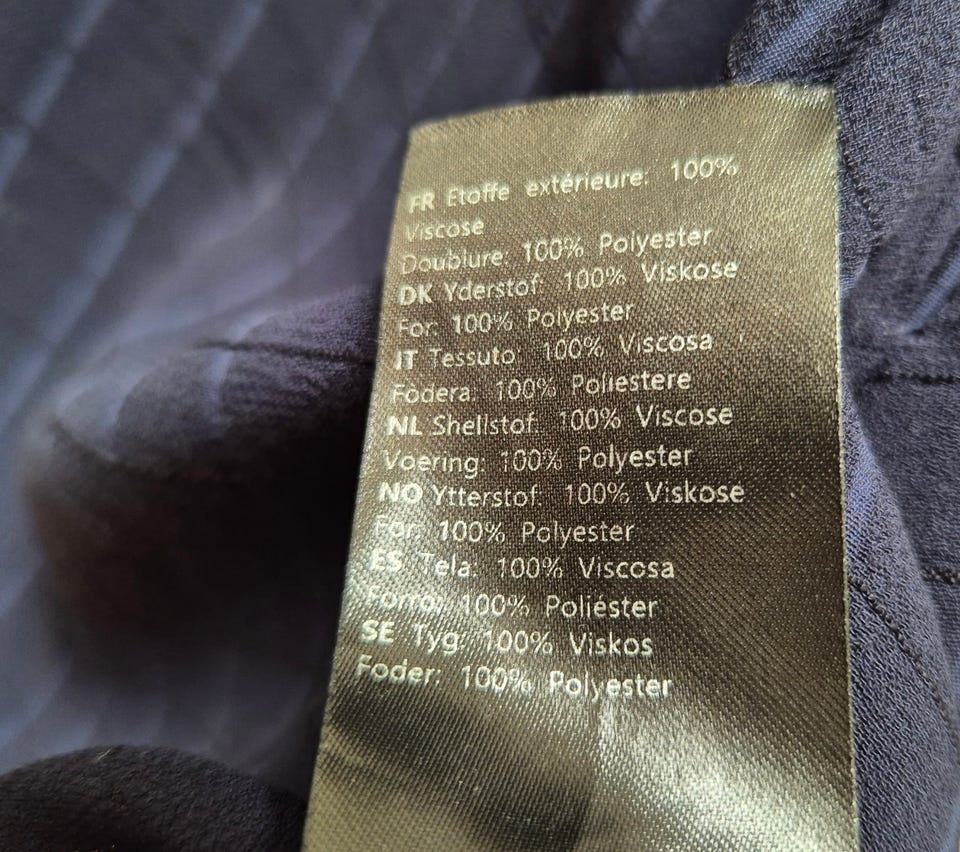 FR Etoffe extérieure: 100%
Viscose
Doublure: 100% Polyester
DK Yderstof: 100% Viskose
For: 100% Polyester
IT Tessuto: 100% Viscosa
Fodera: 100% Poliestere
NL Shellstof: 100% Viscose
Voering: 100% Polyester
NO Ytterstof: 100% Viskose
For: 100% Polyester
ES Tela: 100% Viscosa
Forro: 100% Poliéster
SE Tyg: 100% Viskos
Foder: 100% Polyester